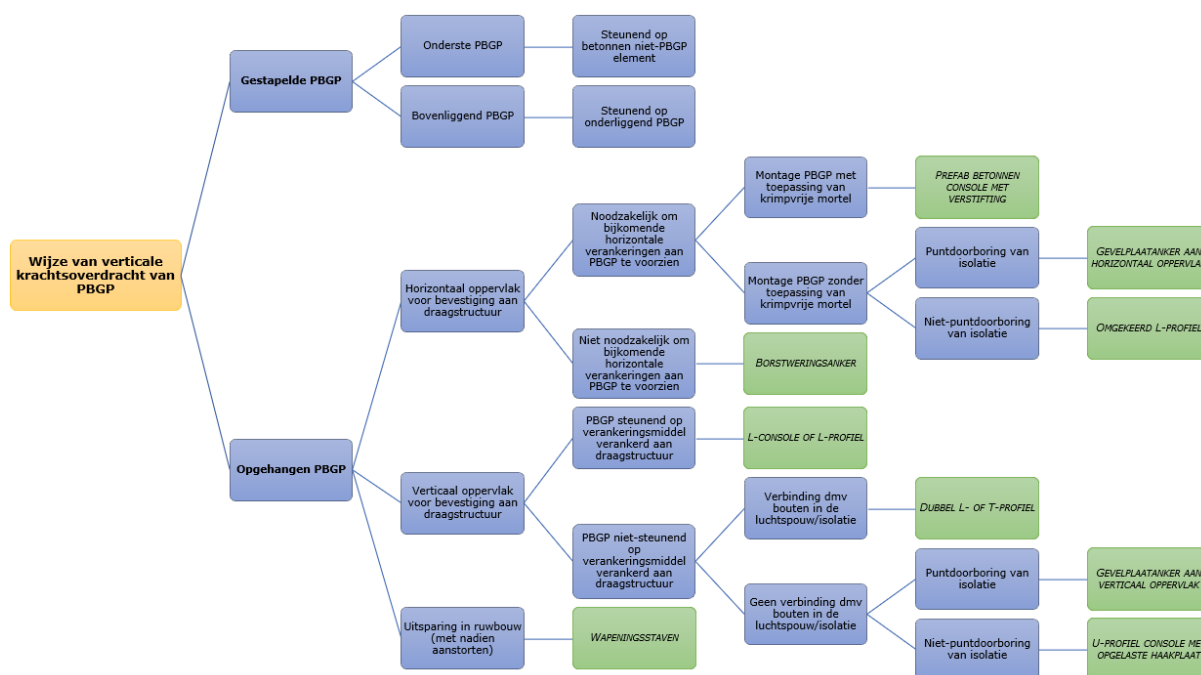 Wijze van verticale
krachtsoverdracht van
PBGP
Gestapelde PBGP
Onderste PBGP
Steunend op
betonnen niet-PBGP
element
Bovenliggend PBGP
Steunend op
onderliggend PBGP
Opgehangen PBGP
Horizontaal oppervlak
voor bevestiging aan
draagstructuur
Noodzakelijk om
bijkomende
horizontale
verankeringen aan
PBGP te voorzien
Montage PBGP met
toepassing van
krimpvrije mortel
PREFAB BETONNEN
CONSOLE MET
VERSTIFTING
Montage PBGP zonder
toepassing van
krimpvrije mortel
Puntdoorboring van
isolatie
GEVELPLAATANKER AAN
HORIZONTAAL OPPERVLA
Niet-puntdoorboring
van isolatie
OMGEKEERD L-PROFIEL
Niet noodzakelijk om
bijkomende
horizontale
verankeringen aan
PBGP te voorzien
BORSTWERINGSANKER
Verticaal oppervlak
voor bevestiging aan
draagstructuur
PBGP steunend op
verankeringsmiddel
verankerd aan
draagstructuur
L-CONSOLE OF L-PROFIEL
PBGP niet-steunend
op
verankeringsmiddel
verankerd aan
draagstructuur
Verbinding dmv
bouten in de
luchtspouw/isolatie
DUBBEL L- OF T-PROFIEL
Geen verbinding dmv
bouten in de
luchtspouw/isolatie
Puntdoorboring van
isolatie
GEVELPLAATANKER AAN
VERTICAAL OPPERVLAK
Niet-puntdoorboring
van isolatie
U-PROFIEL CONSOLE ME
OPGELASTE HAAKPLAAT
Uitsparing in ruwbouw
(met nadien
aanstorten)
WAPENINGSSTAVEN